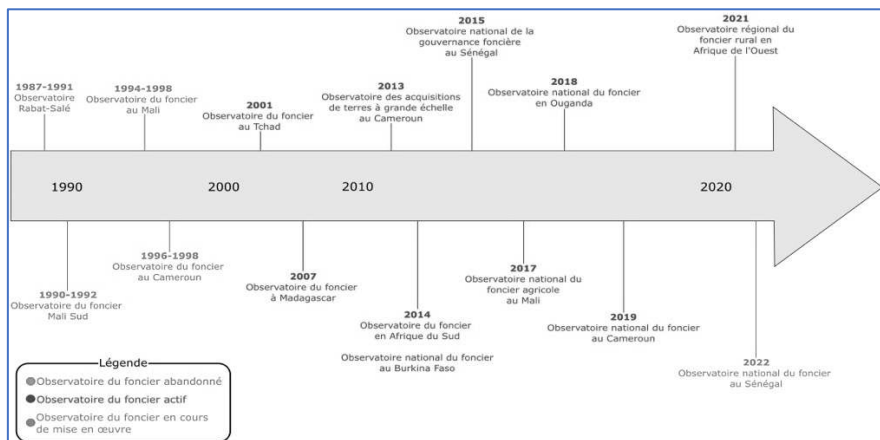 2015
Observatoire national de la
gouvernance foncière
au Sénégal
2021
Observatoire régional du
foncier rural en
Afrique de l'Ouest
1987-1991
Observatoire
Rabat-Salé
1994-1998
Observatoire du foncier
au Mali
2001
Observatoire du foncier
au Tchad
2013
Observatoire des acquisitions
de terres à grande échelle
au Cameroun
2018
Observatoire national du foncier
en Ouganda
1990
2000
2010
2020
1990-1992
Observatoire du foncier
Mali Sud
1996-1998
Observatoire du foncier
au Cameroun
2007
Observatoire du foncier
à Madagascar
2014
Observatoire du foncier
en Afrique du Sud
Observatoire national du foncier
au Burkina Faso
2017
Observatoire national du
foncier agricole
au Mali
2019
Observatoire national du foncier
au Cameroun
2022
Observatoire national du foncier
au Sénégal
Légende
Observatoire du foncier abandonné
Observatoire du foncier actif
Observatoire du foncier en cours
de mise en œuvre